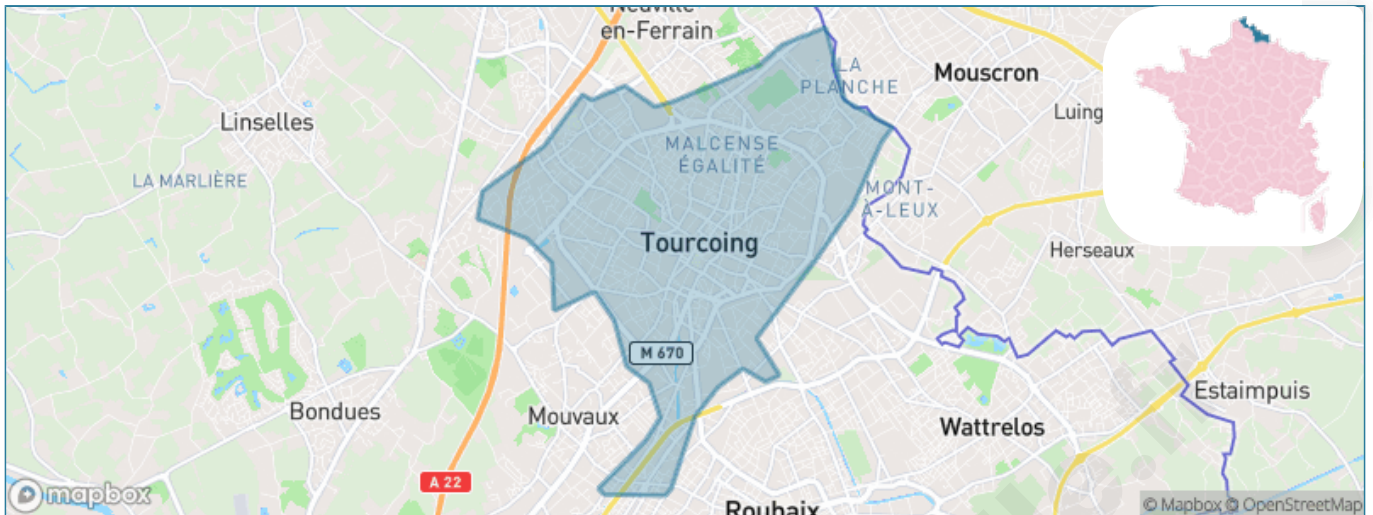 en-Ferrain
LA
PLANCHE
Mouscron
Luing
Linselles
MALCENSE
ÉGALITÉ
LA MARLIÈRE
MONT-
À-LEUX
Tourcoing
Herseaux
M 670
Estaimpuis
Bondues
Mouvaux
Wattrelos
A 22
mapbox
Roubaix
© Mapbox © OpenStreetMap